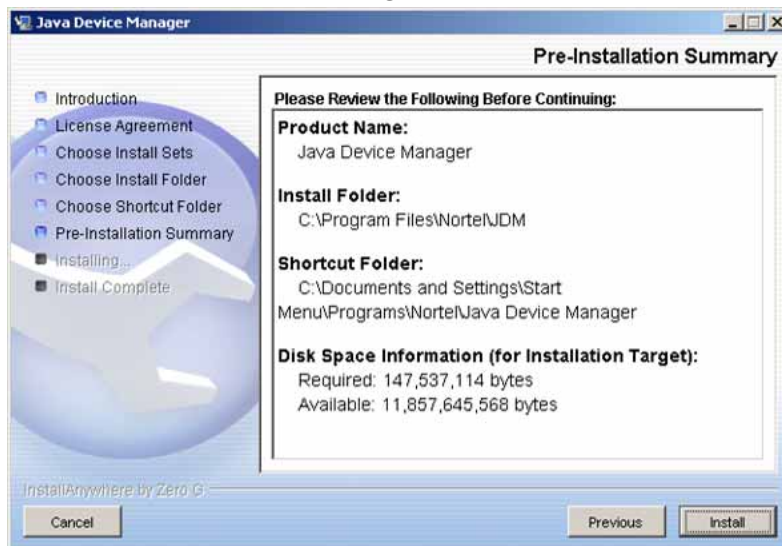 Java Device Manager
Pre-Installation Summary
Introduction
License Agreement
Choose Install Sets
Choose Install Folder
Choose Shortcut Folder
Pre-Installation Summary
Installing...
Install Complete
Please Review the Following Before Continuing:
Product Name:
Java Device Manager
Install Folder:
C:\Program Files\Nortel\JDM
Shortcut Folder:
C:\Documents and Settings\Start
Menu\Programs\Nortel\Java Device Manager
Disk Space Information (for Installation Target):
Required: 147,537,114 bytes
Available: 11,857,645,568 bytes
InstallAnywhere by Zero G
Cancel
Previous
Install